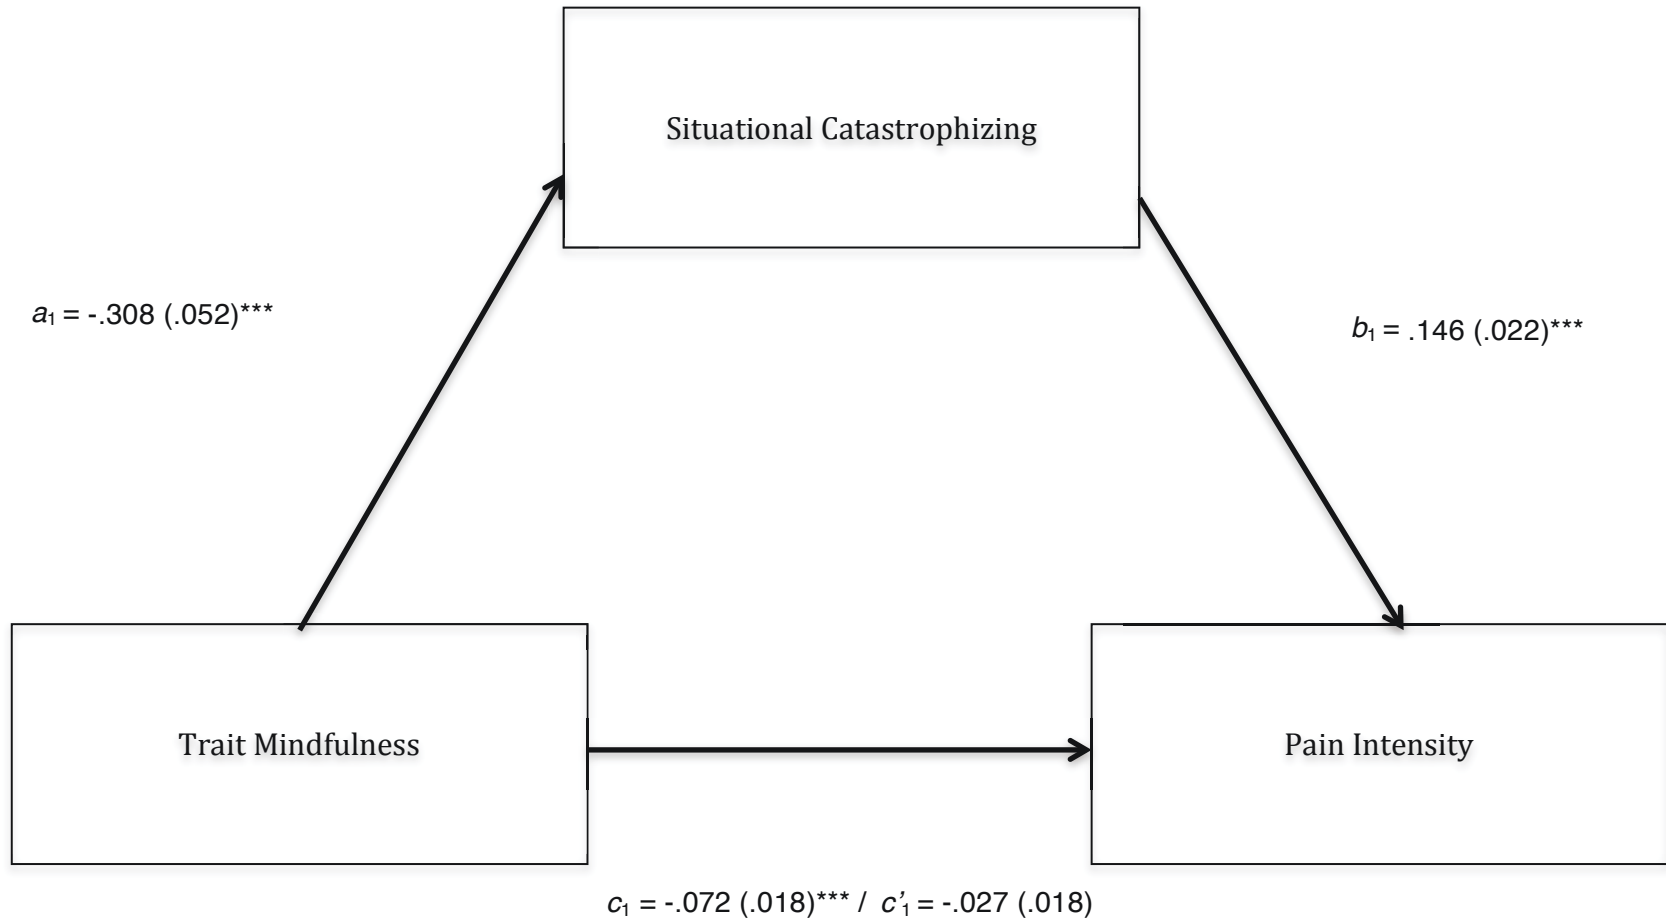 Situational Catastrophizing
a₁ = -.308 (.052)***
b₁ = .146 (.022)***
Trait Mindfulness
Pain Intensity
c₁ = -.072 (.018)*** / c’₁ = -.027 (.018)